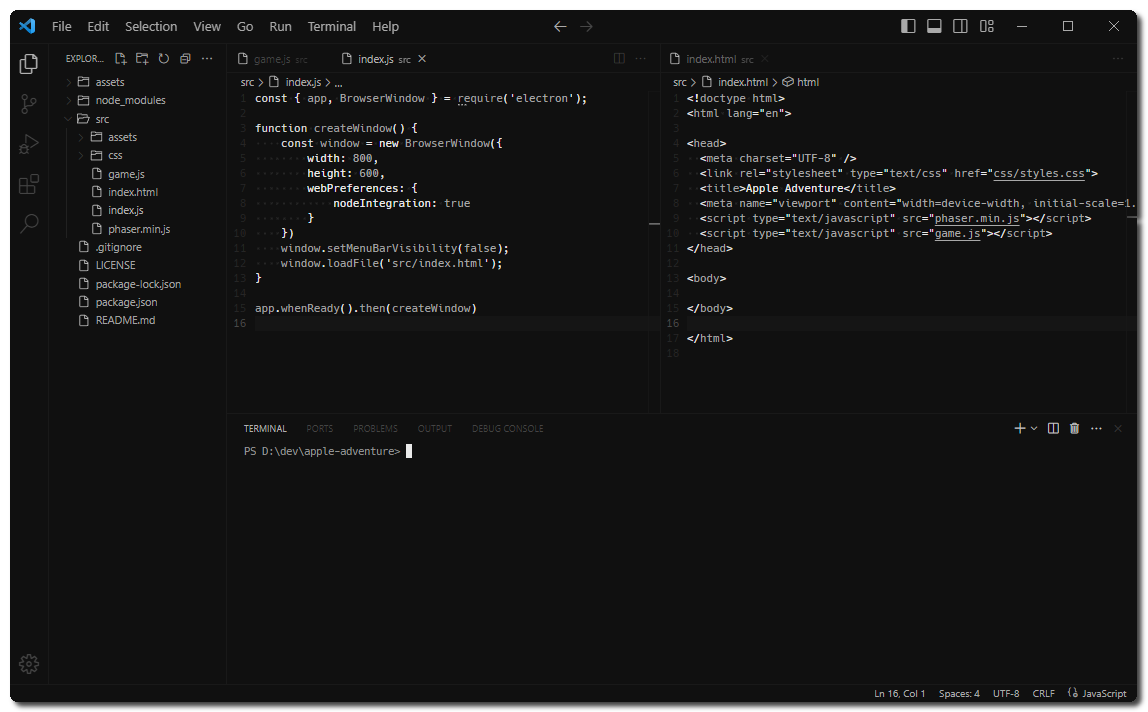 File Edit Selection View Go Run Terminal Help
EXPLOR...
assets
node_modules
src
assets
css
game.js
index.html
index.js
phaser.min.js
.gitignore
LICENSE
package-lock.json
package.json
README.md
game.js src
index.js src
src > index.js > ...
1 const { app, BrowserWindow } = require('electron');
2
3 function createWindow() {
4 ····const window = new BrowserWindow({
5 ········width: 800,
6 ········height: 600,
7 ········webPreferences: {
8 ············nodeIntegration: true
9 ········}
10 ····})
11 ····window.setMenuBarVisibility(false);
12 ····window.loadFile('src/index.html');
13 }
14
15 app.whenReady().then(createWindow)
16
index.html src
src > index.html > html
1 <!doctype html>
2 <html lang="en">
3
4 <head>
5 <meta charset="UTF-8" />
6 <link rel="stylesheet" type="text/css" href="css/styles.css">
7 <title>Apple Adventure</title>
8 <meta name="viewport" content="width=device-width, initial-scale=1.
9 <script type="text/javascript" src="phaser.min.js"></script>
10 <script type="text/javascript" src="game.js"></script>
11 </head>
12
13 <body>
14
15 </body>
16
17 </html>
18
TERMINAL PORTS PROBLEMS OUTPUT DEBUG CONSOLE
PS D:\dev\apple-adventure>
Ln 16, Col 1 Spaces: 4 UTF-8 CRLF JavaScript